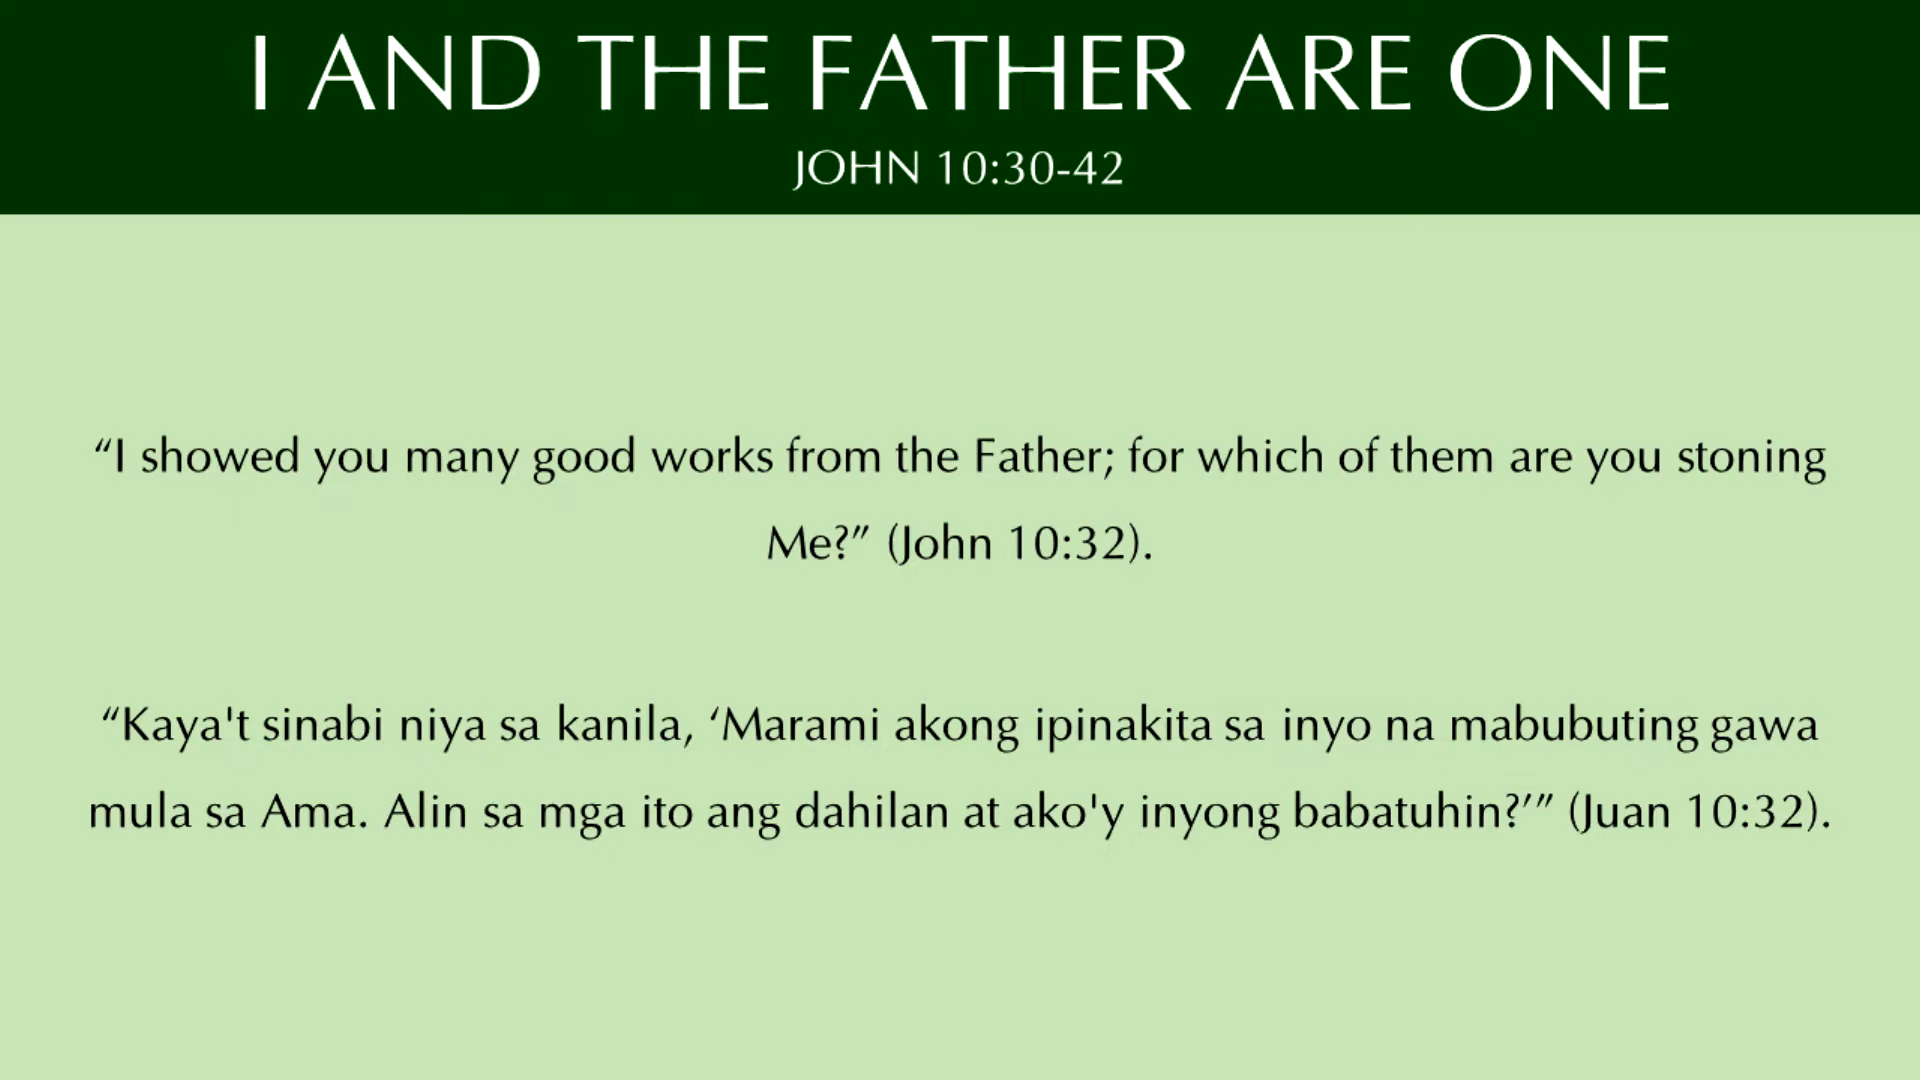 I AND THE FATHER ARE ONE
JOHN 10:30-42
“I showed you many good works from the Father; for which of them are you stoning
Me?” (John 10:32).
“Kaya't sinabi niya sa kanila, ‘Marami akong ipinakita sa inyo na mabubuting gawa
mula sa Ama. Alin sa mga ito ang dahilan at ako'y inyong babatuhin?’” (Juan 10:32).